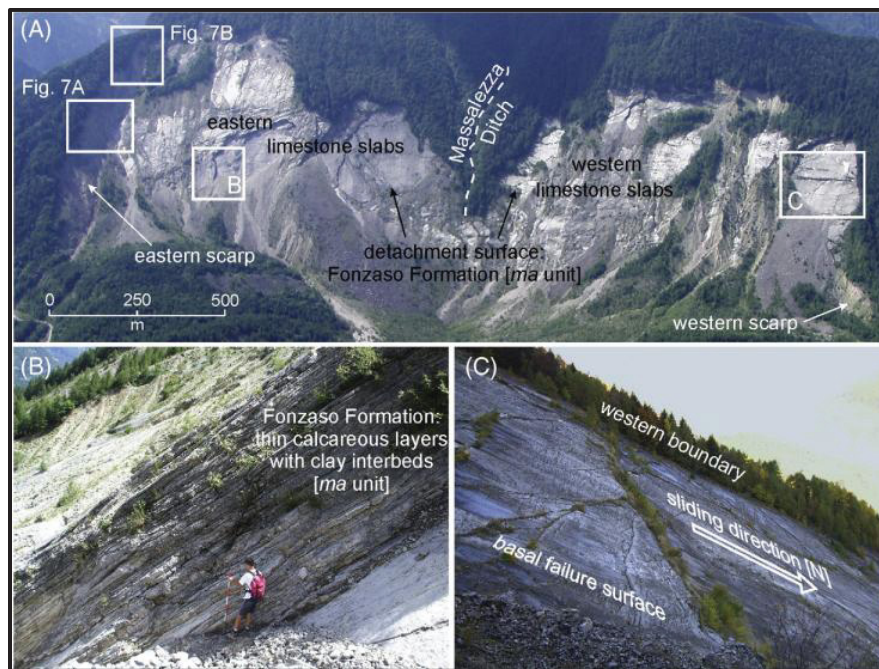 (A)
Fig. 7B
Fig. 7A
Massalezza
Ditch
eastern
limestone slabs
western
limestone slabs
B
C
detachment surface:
Fonzaso Formation [ma unit]
eastern scarp
0 250 500
m
western scarp
(B)
Fonzaso Formation:
thin calcareous layers
with clay interbeds
[ma unit]
(C)
western boundary
sliding direction [N]
basal failure surface